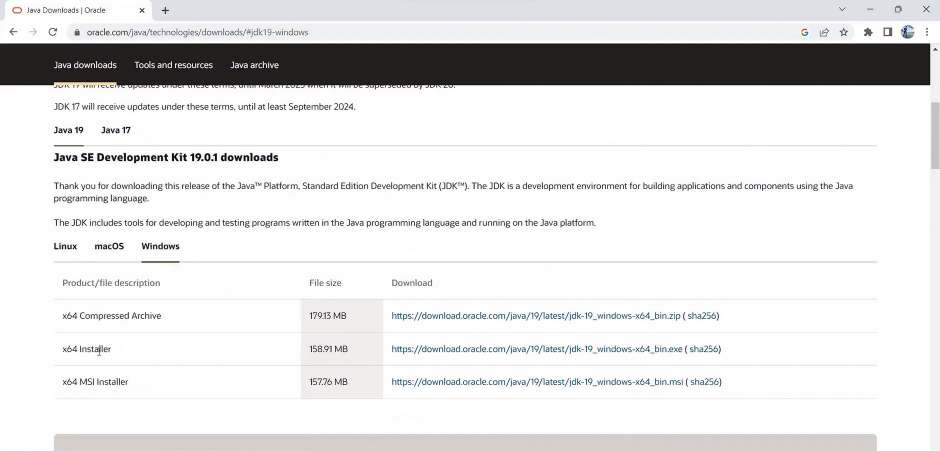 Java Downloads | Oracle
oracle.com/java/technologies/downloads/#jdk19-windows
Java downloads Tools and resources Java archive
JDK 17 will receive updates under these terms, until at least September 2024.
Java 19 Java 17
Java SE Development Kit 19.0.1 downloads
Thank you for downloading this release of the Java™ Platform, Standard Edition Development Kit (JDK™). The JDK is a development environment for building applications and components using the Java
programming language.
The JDK includes tools for developing and testing programs written in the Java programming language and running on the Java platform.
Linux macOS Windows
Product/file description File size Download
x64 Compressed Archive 179.13 MB https://download.oracle.com/java/19/latest/jdk-19_windows-x64_bin.zip ( sha256)
x64 Installer 158.91 MB https://download.oracle.com/java/19/latest/jdk-19_windows-x64_bin.exe ( sha256)
x64 MSI Installer 157.76 MB https://download.oracle.com/java/19/latest/jdk-19_windows-x64_bin.msi ( sha256)